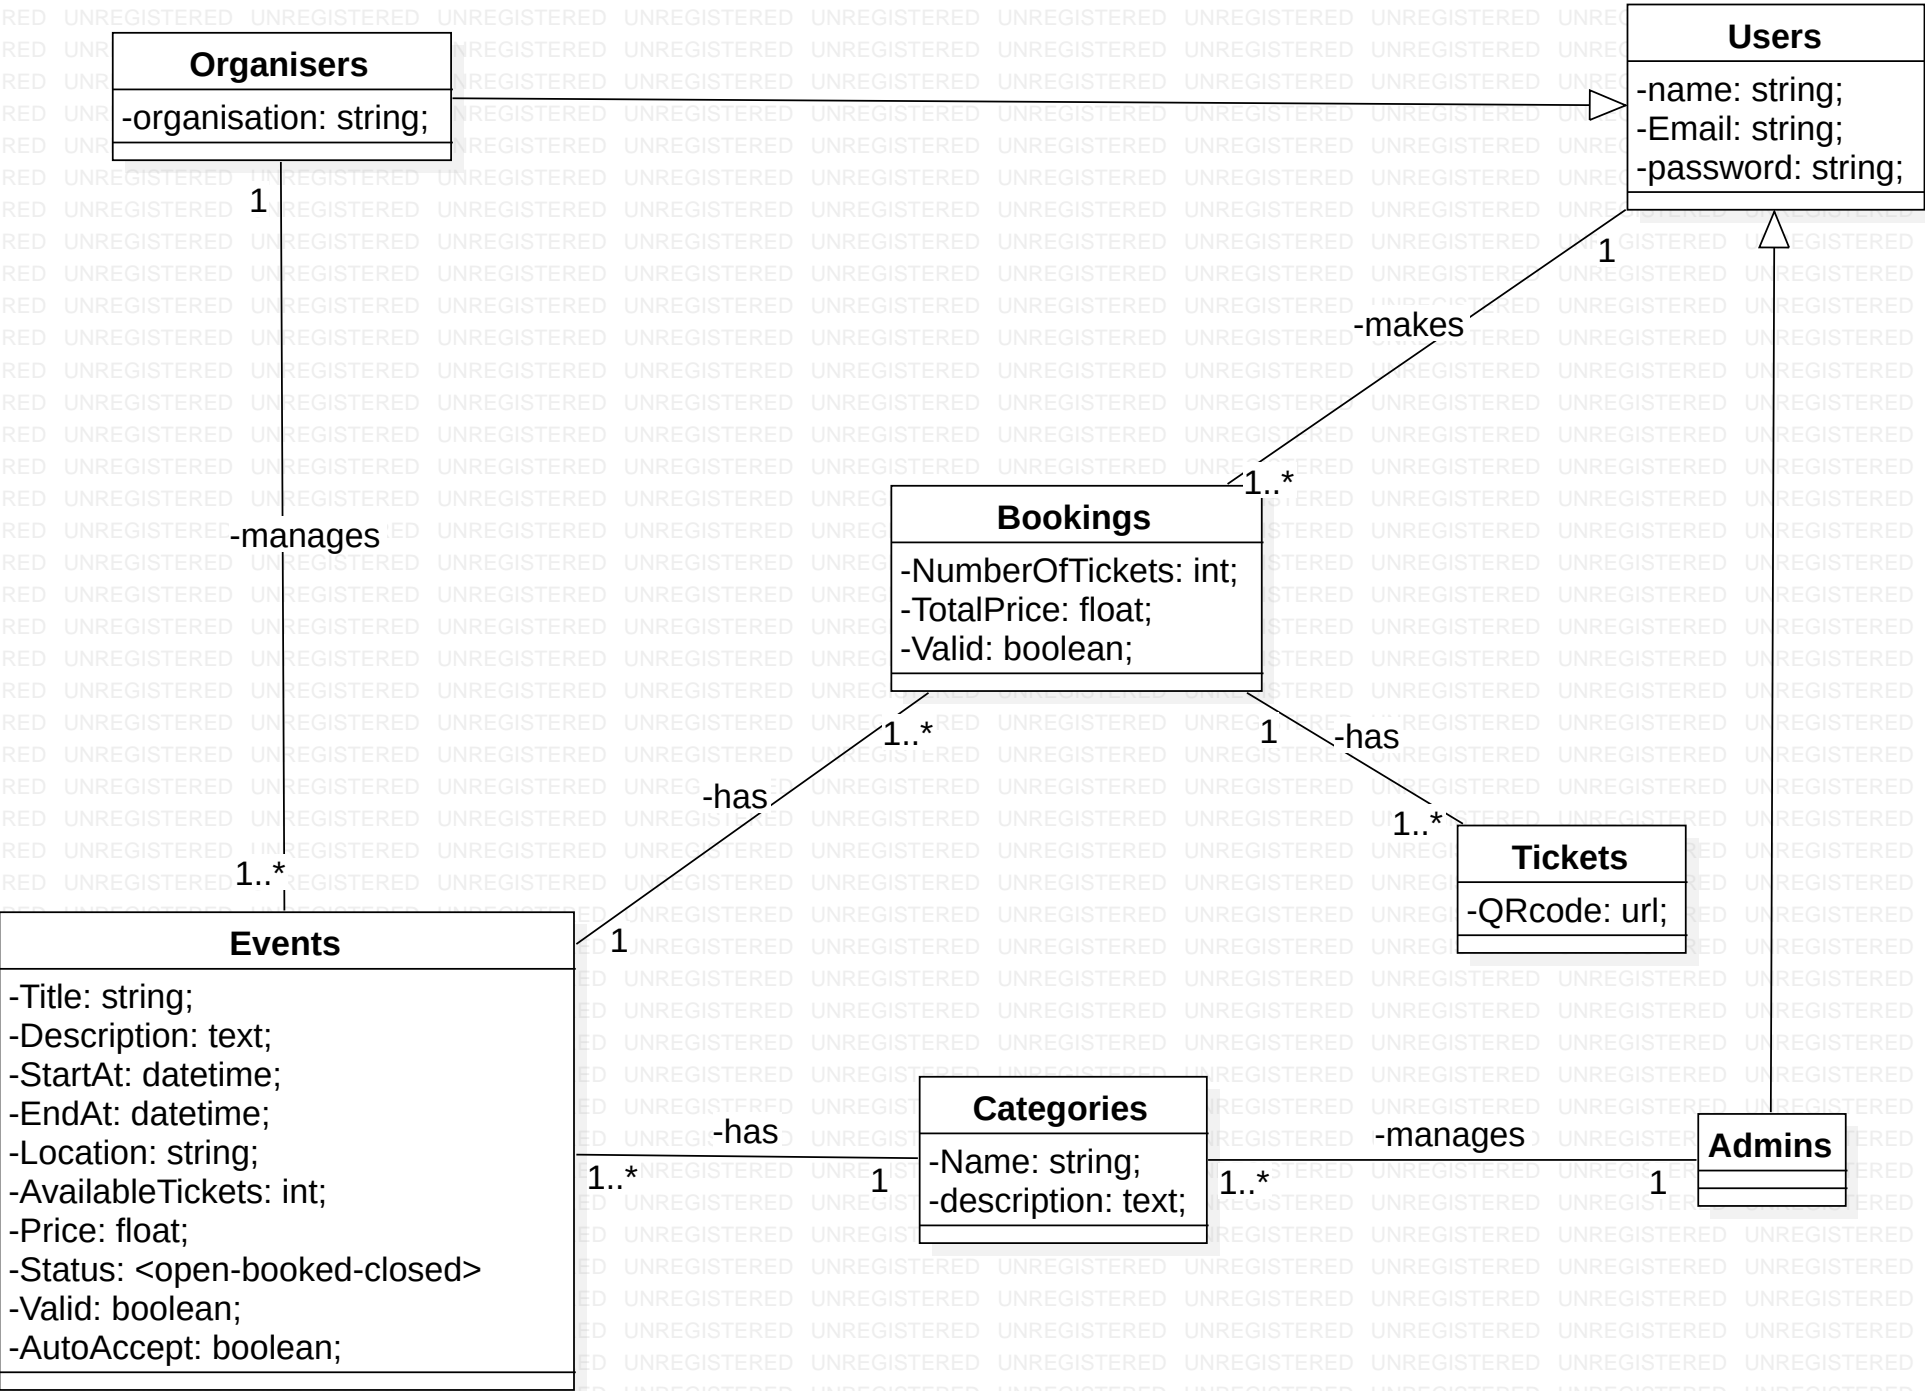 Organisers
-organisation: string;
Users
-name: string;
-Email: string;
-password: string;
1
1
-makes
1..*
-manages
Bookings
-NumberOfTickets: int;
-TotalPrice: float;
-Valid: boolean;
1..*
1
-has
-has
1..*
1..*
Tickets
-QRcode: url;
1
Events
-Title: string;
-Description: text;
-StartAt: datetime;
-EndAt: datetime;
-Location: string;
-AvailableTickets: int;
-Price: float;
-Status: <open-booked-closed>
-Valid: boolean;
-AutoAccept: boolean;
-has
1..*
1
Categories
-Name: string;
-description: text;
-manages
1..*
1
Admins
UNREGISTERED